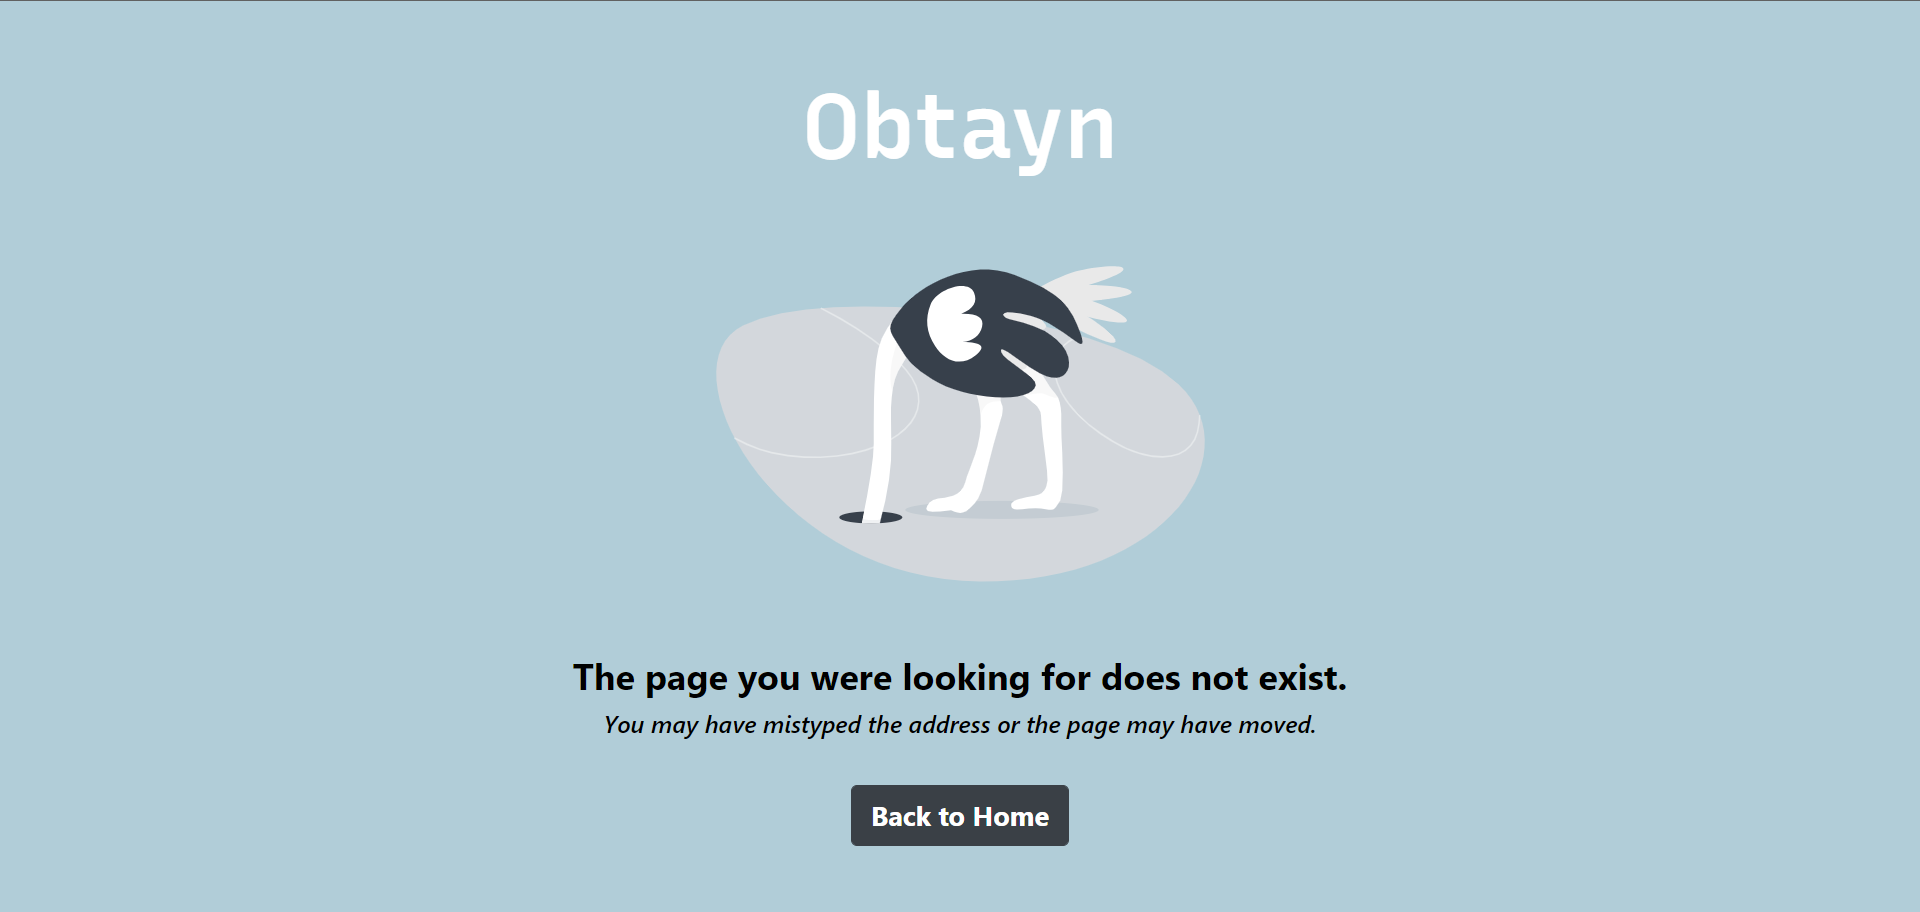 Obtayn
The page you were looking for does not exist.
You may have mistyped the address or the page may have moved.
Back to Home